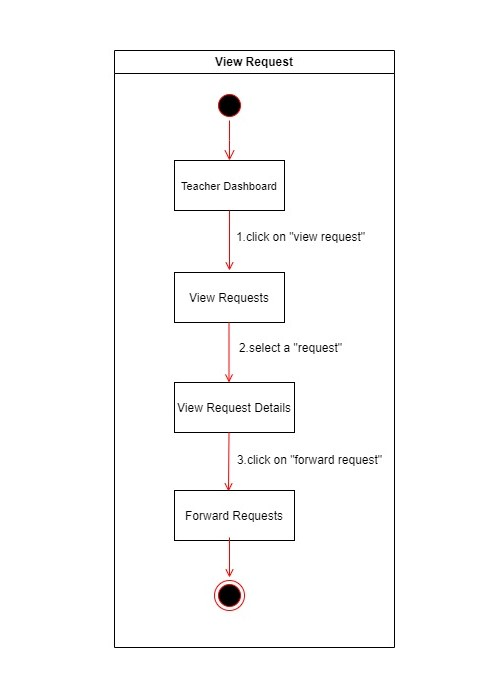 View Request
Teacher Dashboard
1.click on "view request"
View Requests
2.select a "request"
View Request Details
3.click on "forward request"
Forward Requests